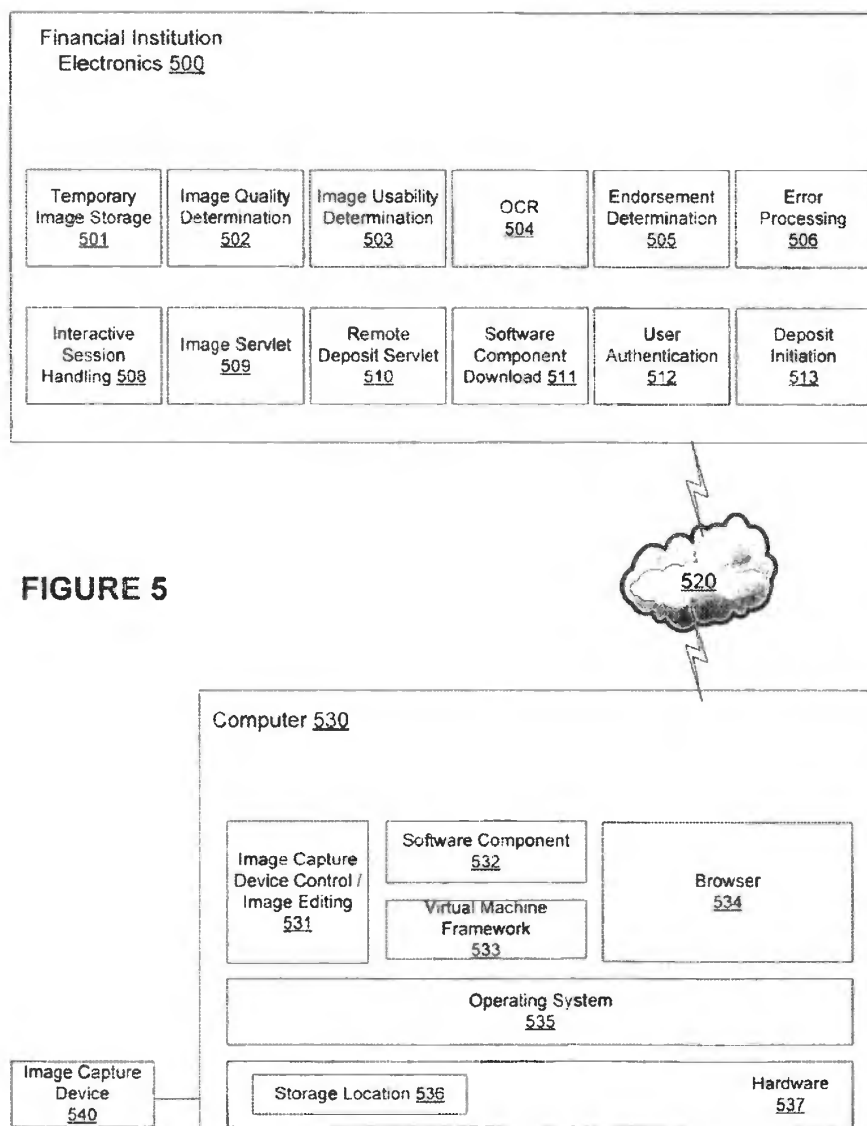 Financial Institution
Electronics 500
Temporary
Image Storage
501
Image Quality
Determination
502
Image Usability
Determination
503
OCR
504
Endorsement
Determination
505
Error
Processing
506
Interactive
Session
Handling 508
Image Servlet
509
Remote
Deposit Servlet
510
Software
Component
Download 511
User
Authentication
512
Deposit
Initiation
513
520
FIGURE 5
Computer 530
Image Capture
Device Control /
Image Editing
531
Software Component
532
Virtual Machine
Framework
533
Browser
534
Operating System
535
Image Capture
Device
540
Storage Location 536
Hardware
537